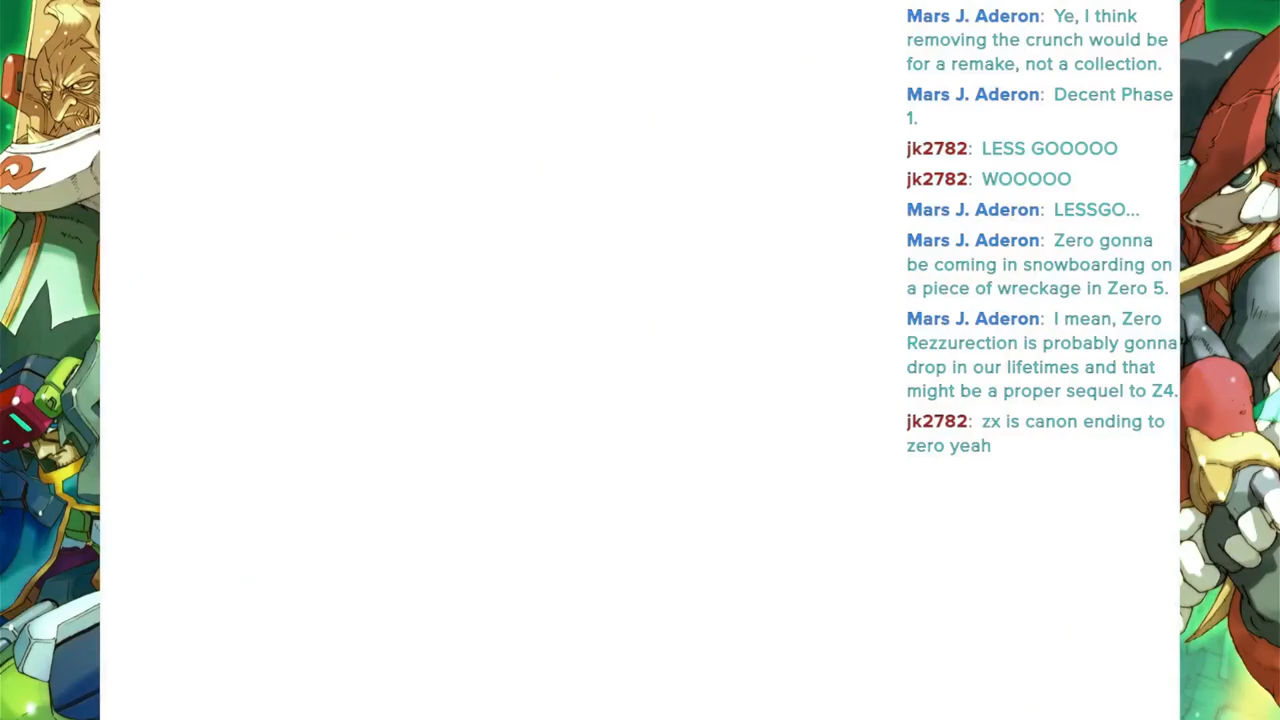 Mars J. Aderon: Ye, I think
removing the crunch would be
for a remake, not a collection.
Mars J. Aderon: Decent Phase
1.
jk2782: LESS GOOOOO
jk2782: WOOOOO
Mars J. Aderon: LESSGO...
Mars J. Aderon: Zero gonna
be coming in snowboarding on
a piece of wreckage in Zero 5.
Mars J. Aderon: I mean, Zero
Rezzurection is probably gonna
drop in our lifetimes and that
might be a proper sequel to Z4.
jk2782: zx is canon ending to
zero yeah